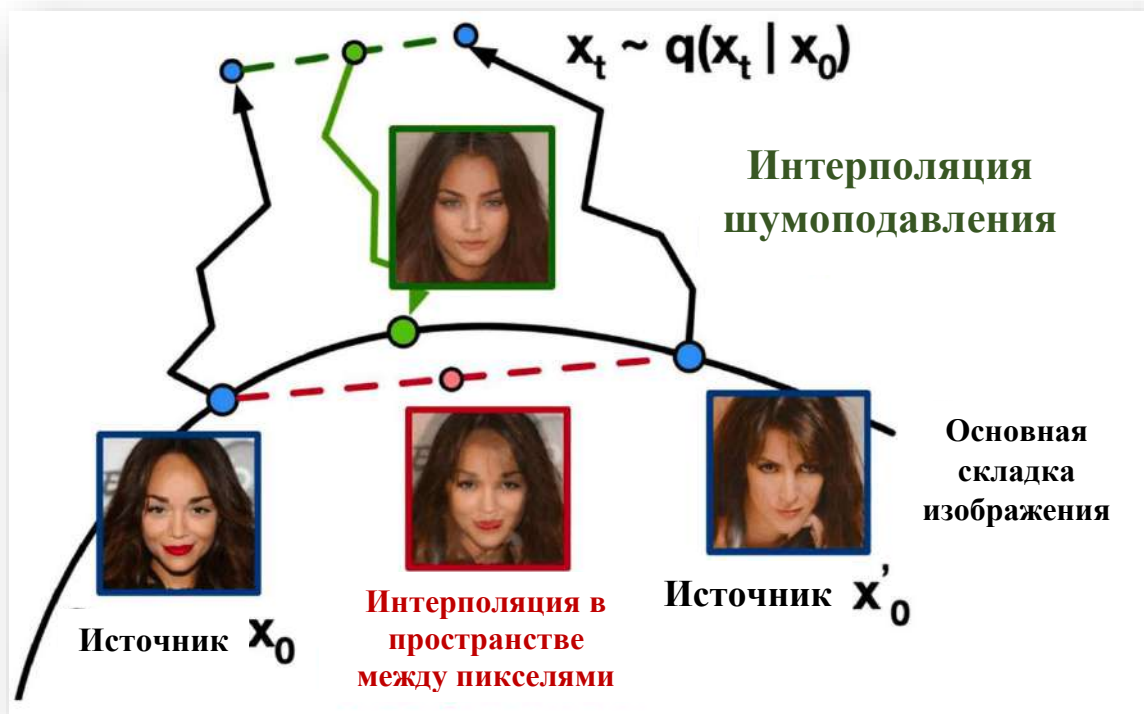 xₜ ~ q(xₜ | x₀)
Интерполяция
шумоподавления
Основная
складка
изображения
Источник x₀
Интерполяция в
пространстве
между пикселями
Источник x'₀